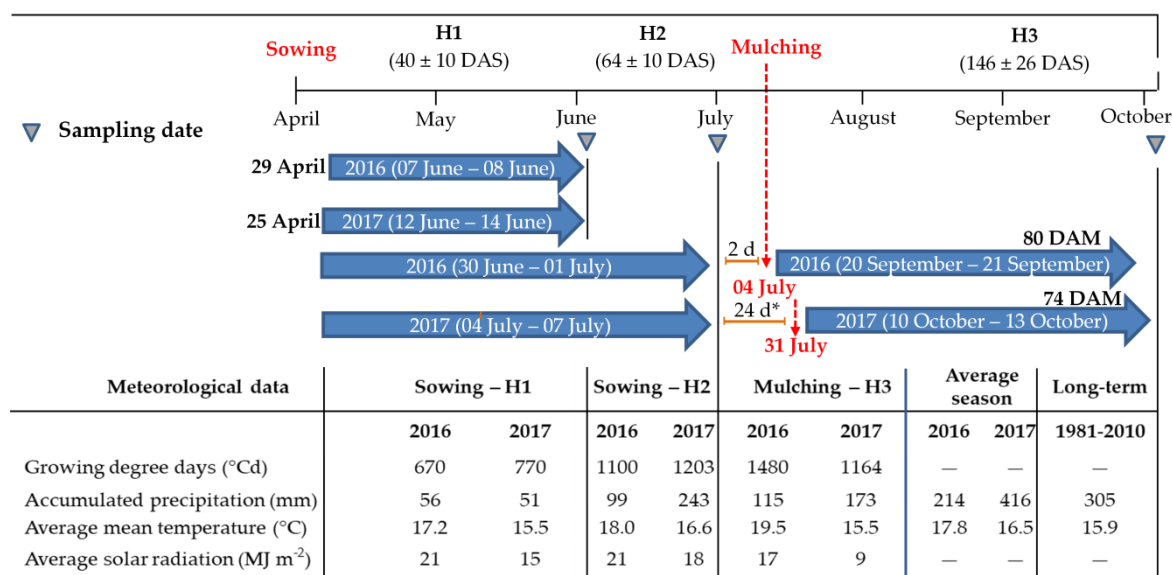 Sowing
H1
(40 ± 10 DAS)
H2
(64 ± 10 DAS)
Mulching
H3
(146 ± 26 DAS)
April May June July August September October
Sampling date
29 April 2016 (07 June – 08 June)
25 April 2017 (12 June – 14 June)
2016 (30 June – 01 July) 2 d 80 DAM
2016 (20 September – 21 September)
04 July
2017 (04 July – 07 July) 24 d* 74 DAM
2017 (10 October – 13 October)
31 July
Meteorological data Sowing – H1 Sowing – H2 Mulching – H3 Average season Long-term
2016 2017 2016 2017 2016 2017 2016 2017 1981-2010
Growing degree days (°Cd) 670 770 1100 1203 1480 1164 — — —
Accumulated precipitation (mm) 56 51 99 243 115 173 214 416 305
Average mean temperature (°C) 17.2 15.5 18.0 16.6 19.5 15.5 17.8 16.5 15.9
Average solar radiation (MJ m-2) 21 15 21 18 17 9 — — —